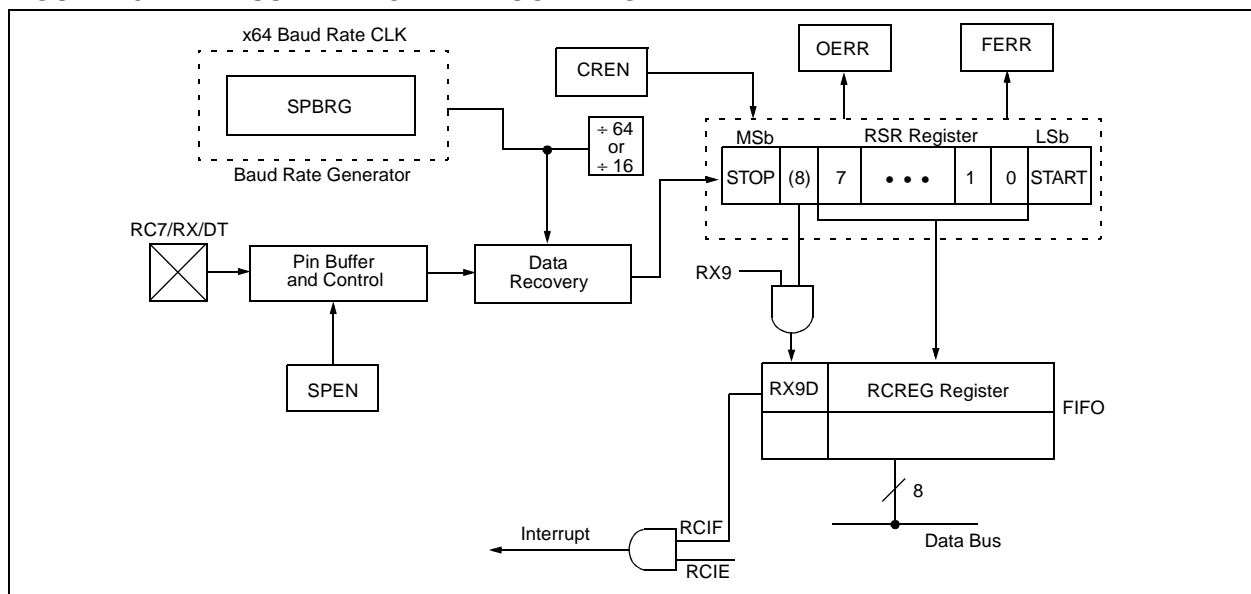 x64 Baud Rate CLK
SPBRG
Baud Rate Generator
CREN
OERR
FERR
÷ 64
or
÷ 16
MSb
RSR Register
LSb
STOP (8) 7 • • • 1 0 START
RC7/RX/DT
Pin Buffer
and Control
Data
Recovery
RX9
SPEN
RX9D
RCREG Register
FIFO
8
Interrupt
RCIF
RCIE
Data Bus